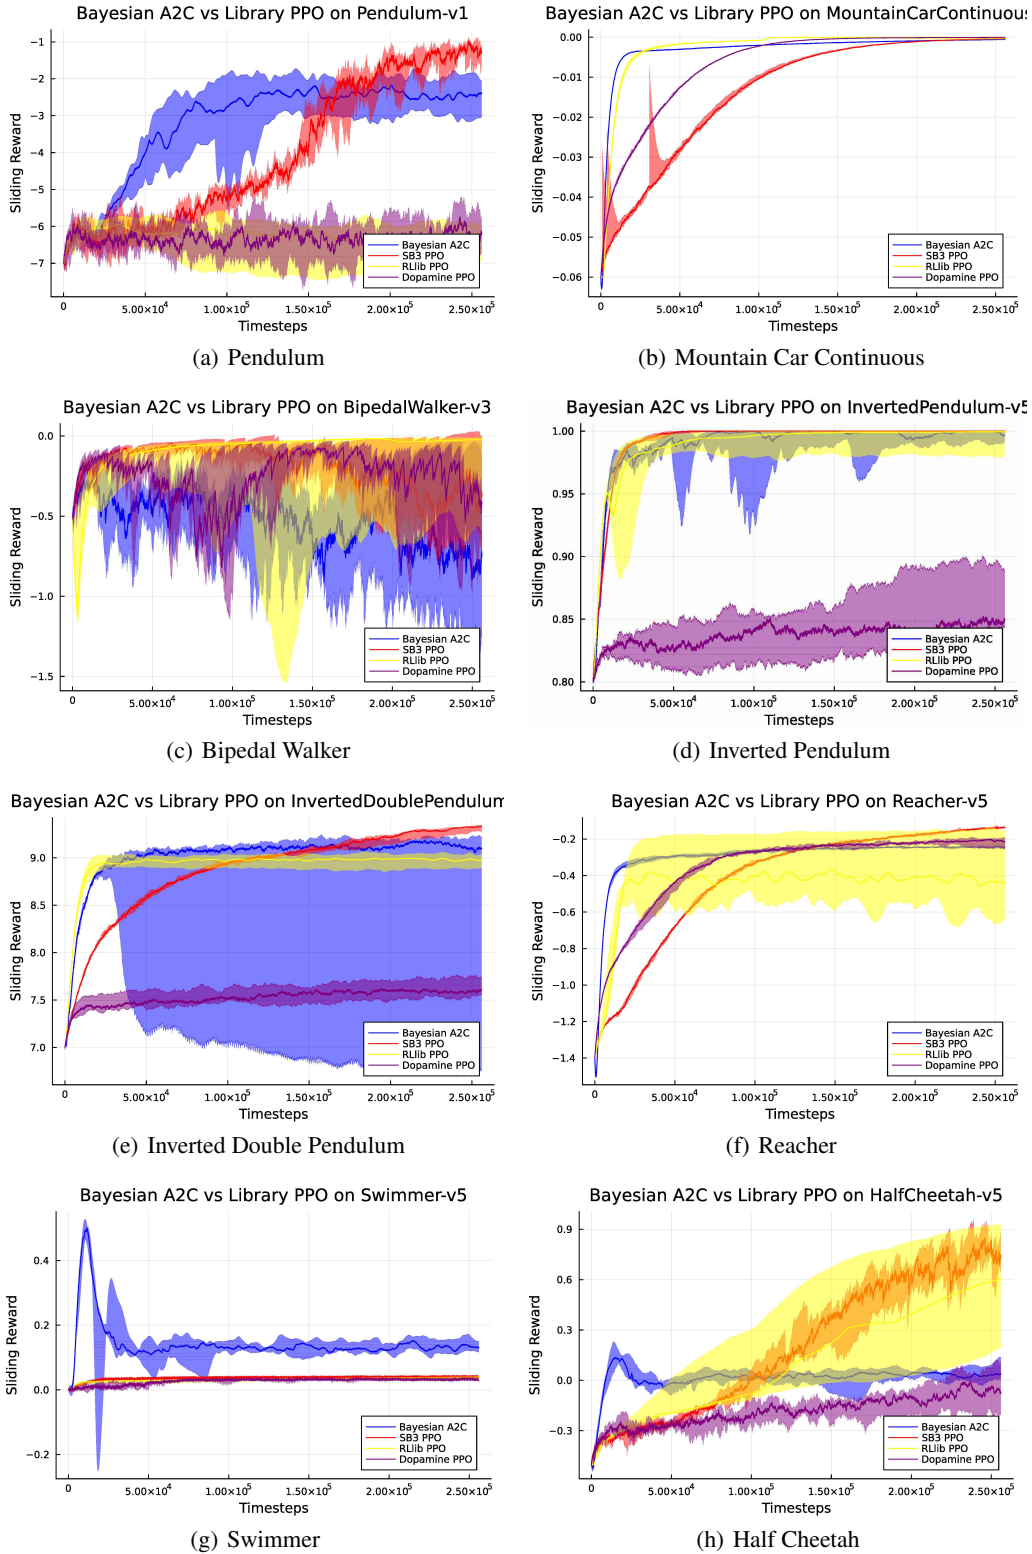 Bayesian A2C vs Library PPO on Pendulum-v1
−1
−2
−3
−4
−5
−6
−7
Sliding Reward
Bayesian A2C
SB3 PPO
RLlib PPO
Dopamine PPO
0
5.00×10⁴
1.00×10⁵
1.50×10⁵
2.00×10⁵
2.50×10⁵
Timesteps
(a) Pendulum
Bayesian A2C vs Library PPO on MountainCarContinuous
0.00
−0.01
−0.02
−0.03
−0.04
−0.05
−0.06
Sliding Reward
Bayesian A2C
SB3 PPO
RLlib PPO
Dopamine PPO
0
5.00×10⁴
1.00×10⁵
1.50×10⁵
2.00×10⁵
2.50×10⁵
Timesteps
(b) Mountain Car Continuous
Bayesian A2C vs Library PPO on BipedalWalker-v3
0.0
−0.5
−1.0
−1.5
Sliding Reward
Bayesian A2C
SB3 PPO
RLlib PPO
Dopamine PPO
0
5.00×10⁴
1.00×10⁵
1.50×10⁵
2.00×10⁵
2.50×10⁵
Timesteps
(c) Bipedal Walker
Bayesian A2C vs Library PPO on InvertedPendulum-v5
1.00
0.95
0.90
0.85
0.80
Sliding Reward
Bayesian A2C
SB3 PPO
RLlib PPO
Dopamine PPO
0
5.00×10⁴
1.00×10⁵
1.50×10⁵
2.00×10⁵
2.50×10⁵
Timesteps
(d) Inverted Pendulum
Bayesian A2C vs Library PPO on InvertedDoublePendulum
9.0
8.5
8.0
7.5
7.0
Sliding Reward
Bayesian A2C
SB3 PPO
RLlib PPO
Dopamine PPO
0
5.00×10⁴
1.00×10⁵
1.50×10⁵
2.00×10⁵
2.50×10⁵
Timesteps
(e) Inverted Double Pendulum
Bayesian A2C vs Library PPO on Reacher-v5
−0.2
−0.4
−0.6
−0.8
−1.0
−1.2
−1.4
Sliding Reward
Bayesian A2C
SB3 PPO
RLlib PPO
Dopamine PPO
0
5.00×10⁴
1.00×10⁵
1.50×10⁵
2.00×10⁵
2.50×10⁵
Timesteps
(f) Reacher
Bayesian A2C vs Library PPO on Swimmer-v5
0.4
0.2
0.0
−0.2
Sliding Reward
Bayesian A2C
SB3 PPO
RLlib PPO
Dopamine PPO
0
5.00×10⁴
1.00×10⁵
1.50×10⁵
2.00×10⁵
2.50×10⁵
Timesteps
(g) Swimmer
Bayesian A2C vs Library PPO on HalfCheetah-v5
0.9
0.6
0.3
0.0
−0.3
Sliding Reward
Bayesian A2C
SB3 PPO
RLlib PPO
Dopamine PPO
0
5.00×10⁴
1.00×10⁵
1.50×10⁵
2.00×10⁵
2.50×10⁵
Timesteps
(h) Half Cheetah